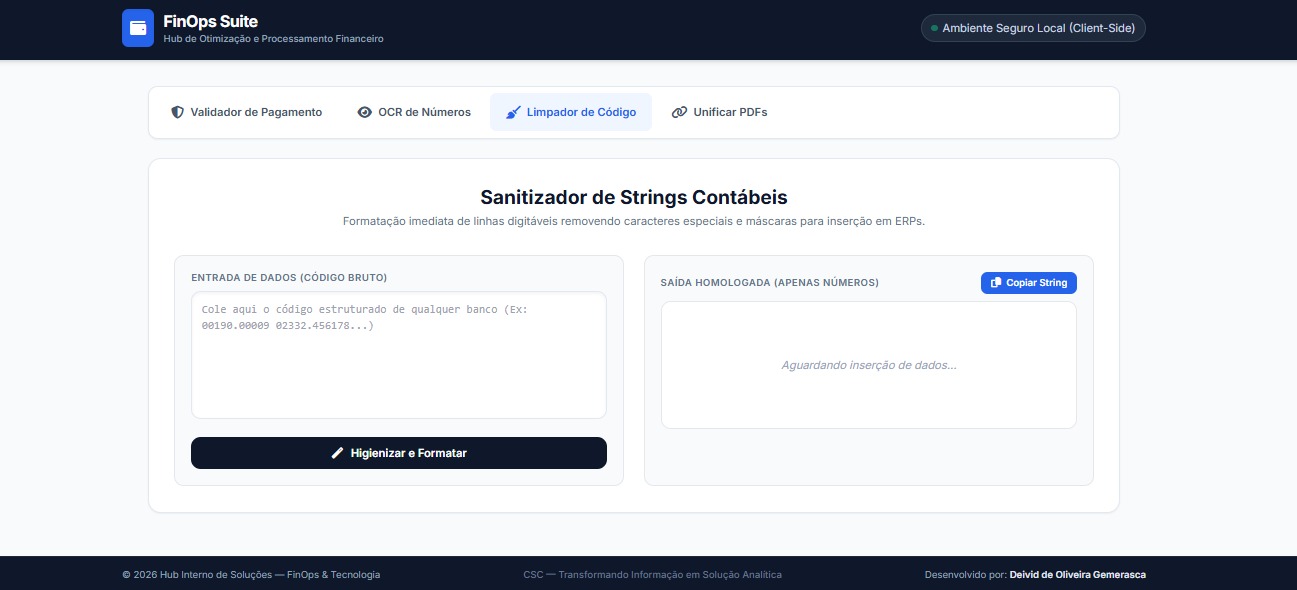 FinOps Suite
Hub de Otimização e Processamento Financeiro
Ambiente Seguro Local (Client-Side)
Validador de Pagamento
OCR de Números
Limpador de Código
Unificar PDFs
Sanitizador de Strings Contábeis
Formatação imediata de linhas digitáveis removendo caracteres especiais e máscaras para inserção em ERPs.
ENTRADA DE DADOS (CÓDIGO BRUTO)
Cole aqui o código estruturado de qualquer banco (Ex:
00190.00009 02332.456178...)
Higienizar e Formatar
SAÍDA HOMOLOGADA (APENAS NÚMEROS)
Copiar String
Aguardando inserção de dados...
© 2026 Hub Interno de Soluções — FinOps & Tecnologia
CSC — Transformando Informação em Solução Analítica
Desenvolvido por: Deivid de Oliveira Gemerasca